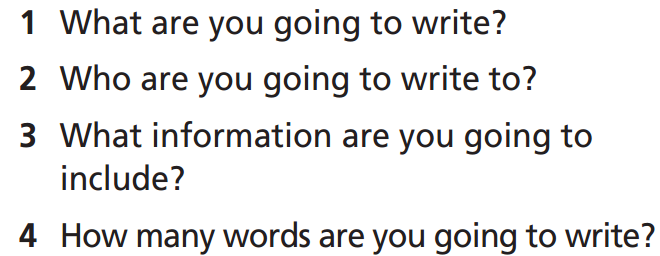 1 What are you going to write?
2 Who are you going to write to?
3 What information are you going to
include?
4 How many words are you going to write?